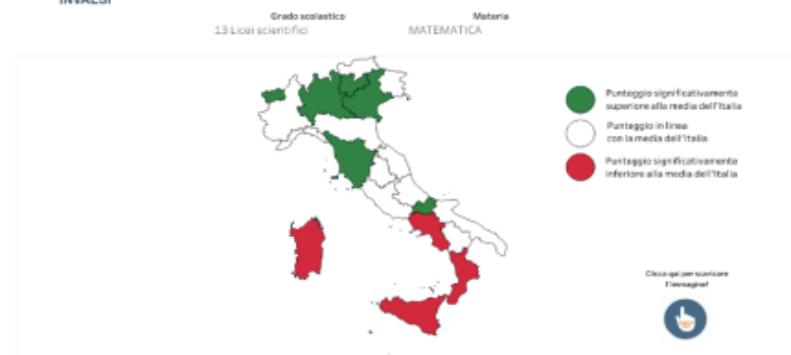 INVALSI
Grado scolastico
Materia
13 Licei scientifici
MATEMATICA
Punteggio significativamente
superiore alla media dell'Italia
Punteggio in linea
con la media dell'Italia
Punteggio significativamente
inferiore alla media dell'Italia
Clicca qui per scaricare
l'immagine!